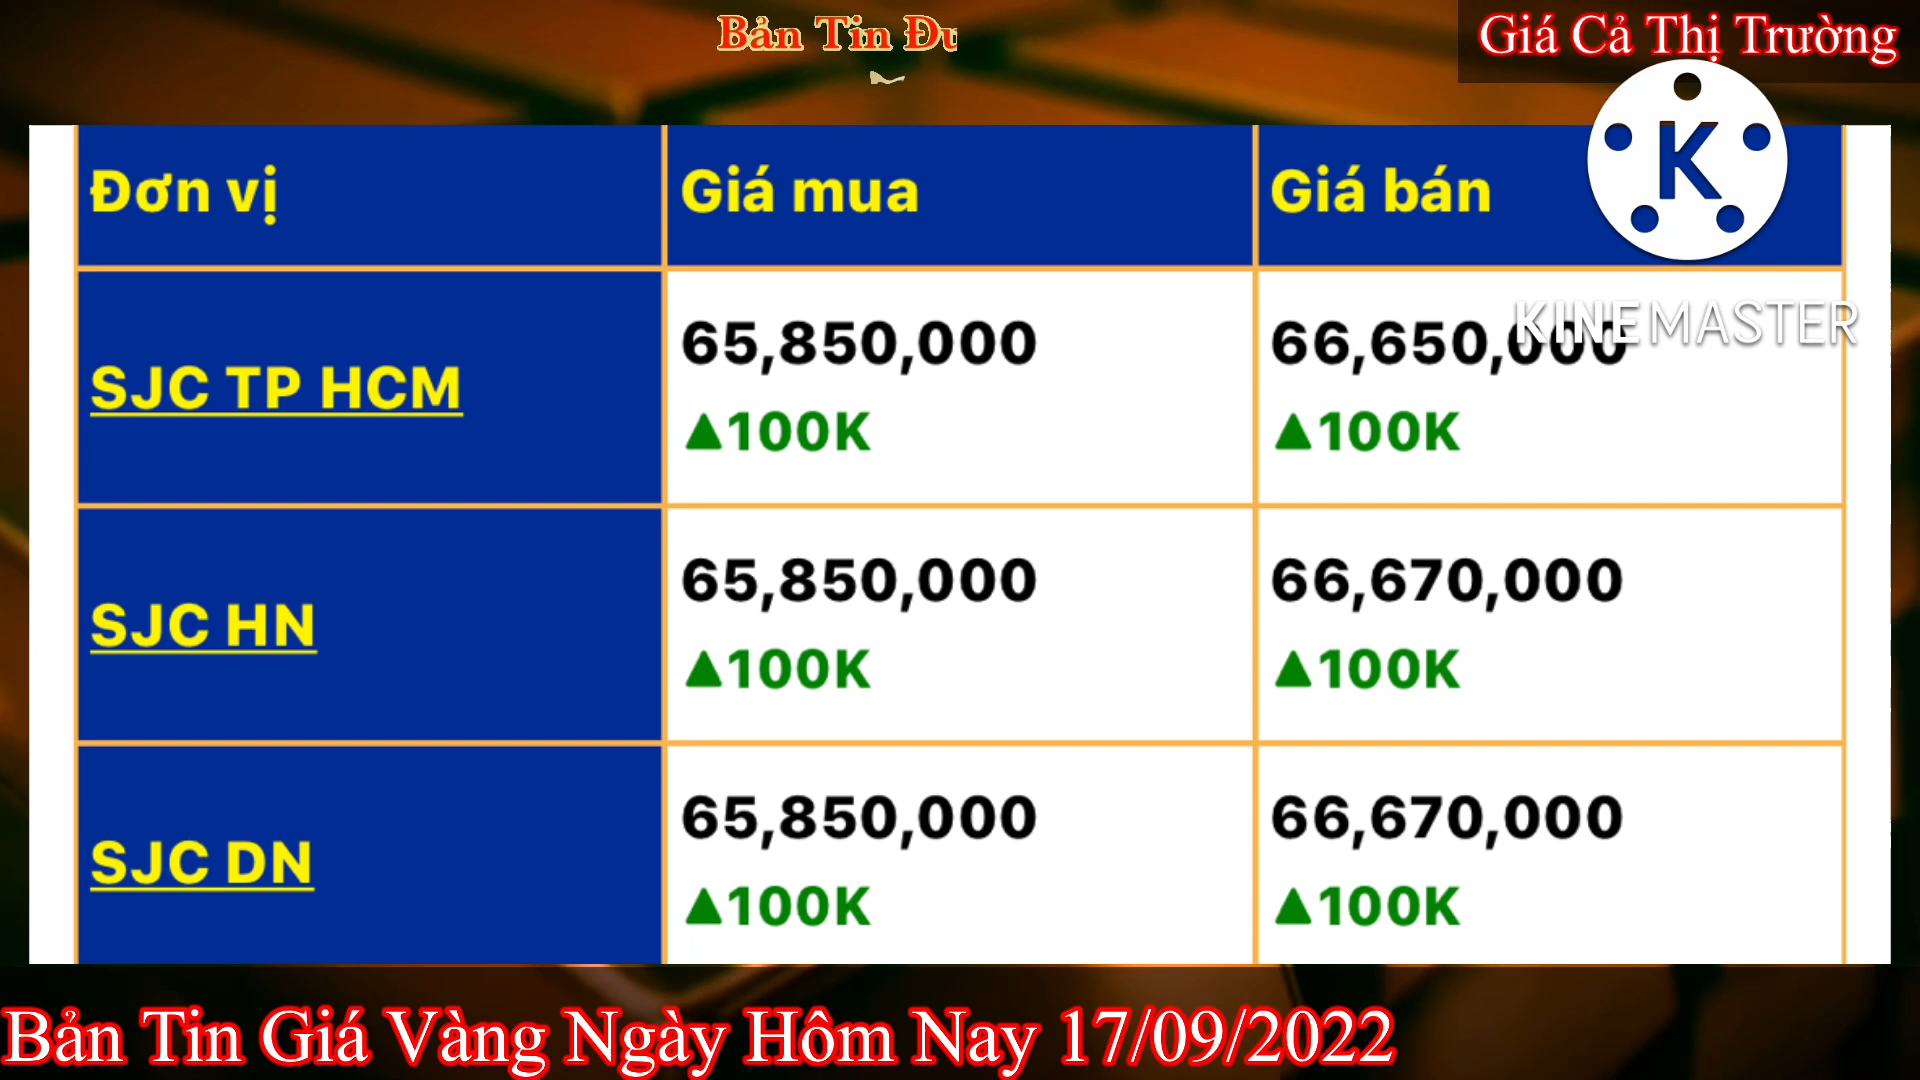 Bản Tin
Giá Cả Thị Trường
K
KINEMASTER
Đơn vị Giá mua Giá bán
SJC TP HCM 65,850,000 66,650,000
▲100K ▲100K
SJC HN 65,850,000 66,670,000
▲100K ▲100K
SJC DN 65,850,000 66,670,000
▲100K ▲100K
Bản Tin Giá Vàng Ngày Hôm Nay 17/09/2022